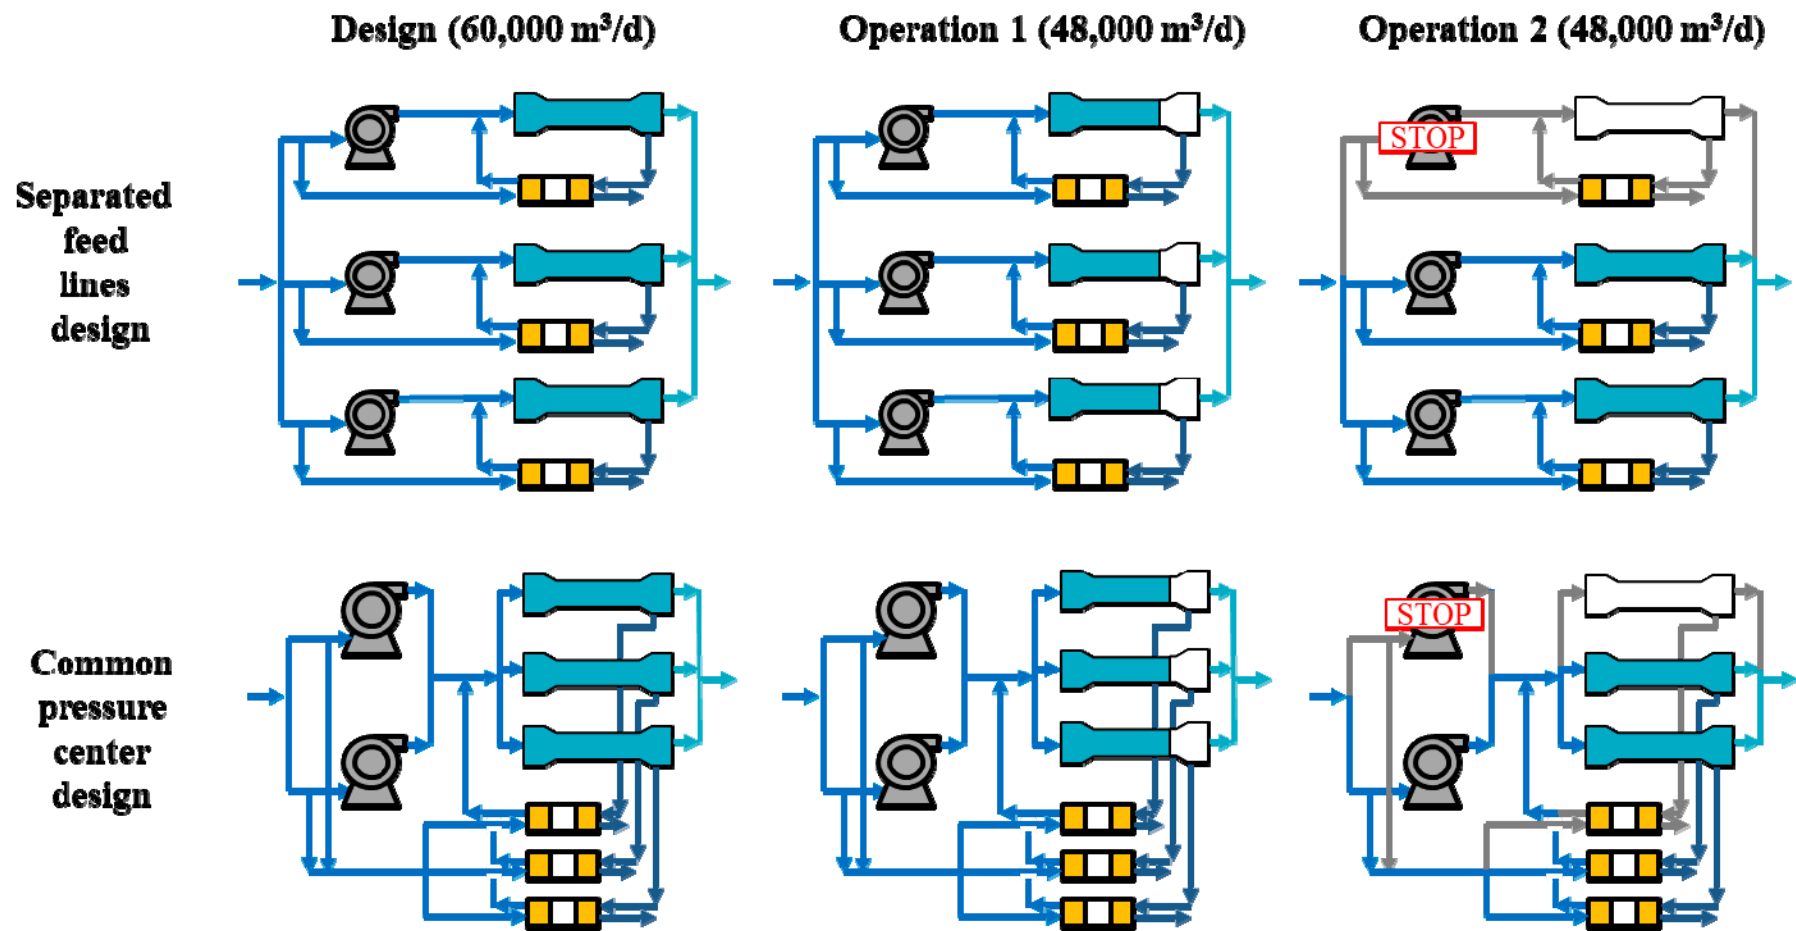 Design (60,000 m³/d)
Operation 1 (48,000 m³/d)
Operation 2 (48,000 m³/d)
Separated
feed
lines
design
STOP
Common
pressure
center
design
STOP